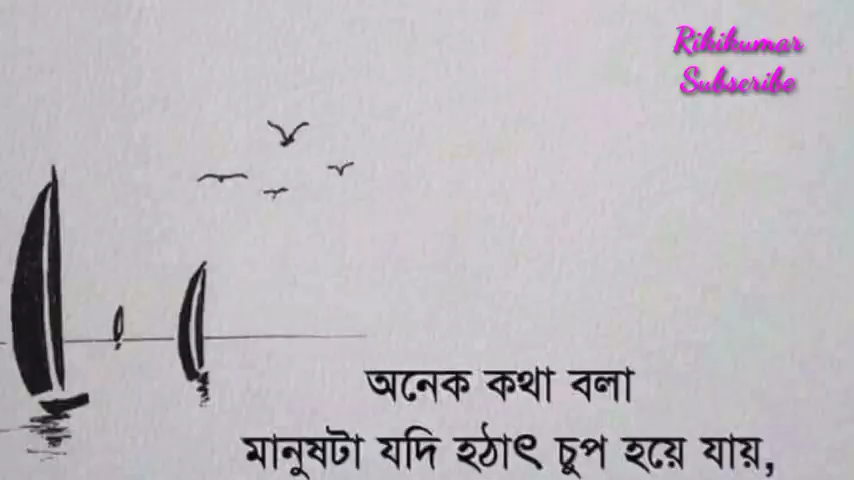 Rikikumar
Subscribe
অনেক কথা বলা
মানুষটা যদি হঠাৎ চুপ হয়ে যায়,